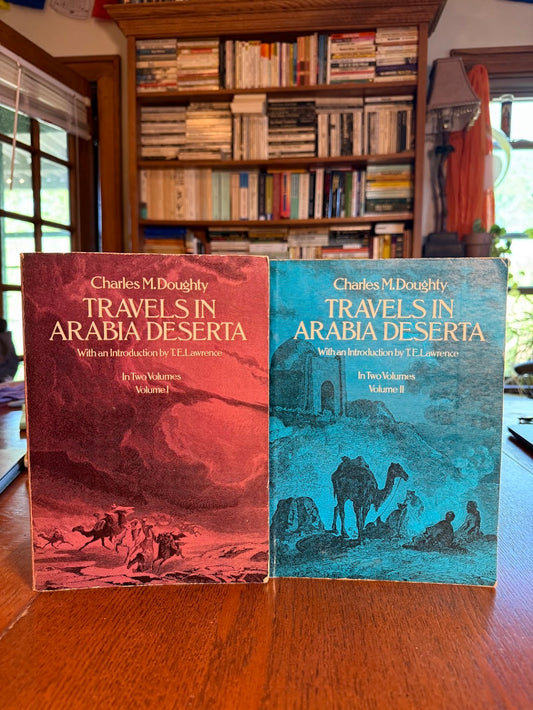 Charles M. Doughty
TRAVELS IN
ARABIA DESERTA
With an Introduction by T. E. Lawrence
In Two Volumes
Volume I
Charles M. Doughty
TRAVELS IN
ARABIA DESERTA
With an Introduction by T. E. Lawrence
In Two Volumes
Volume II